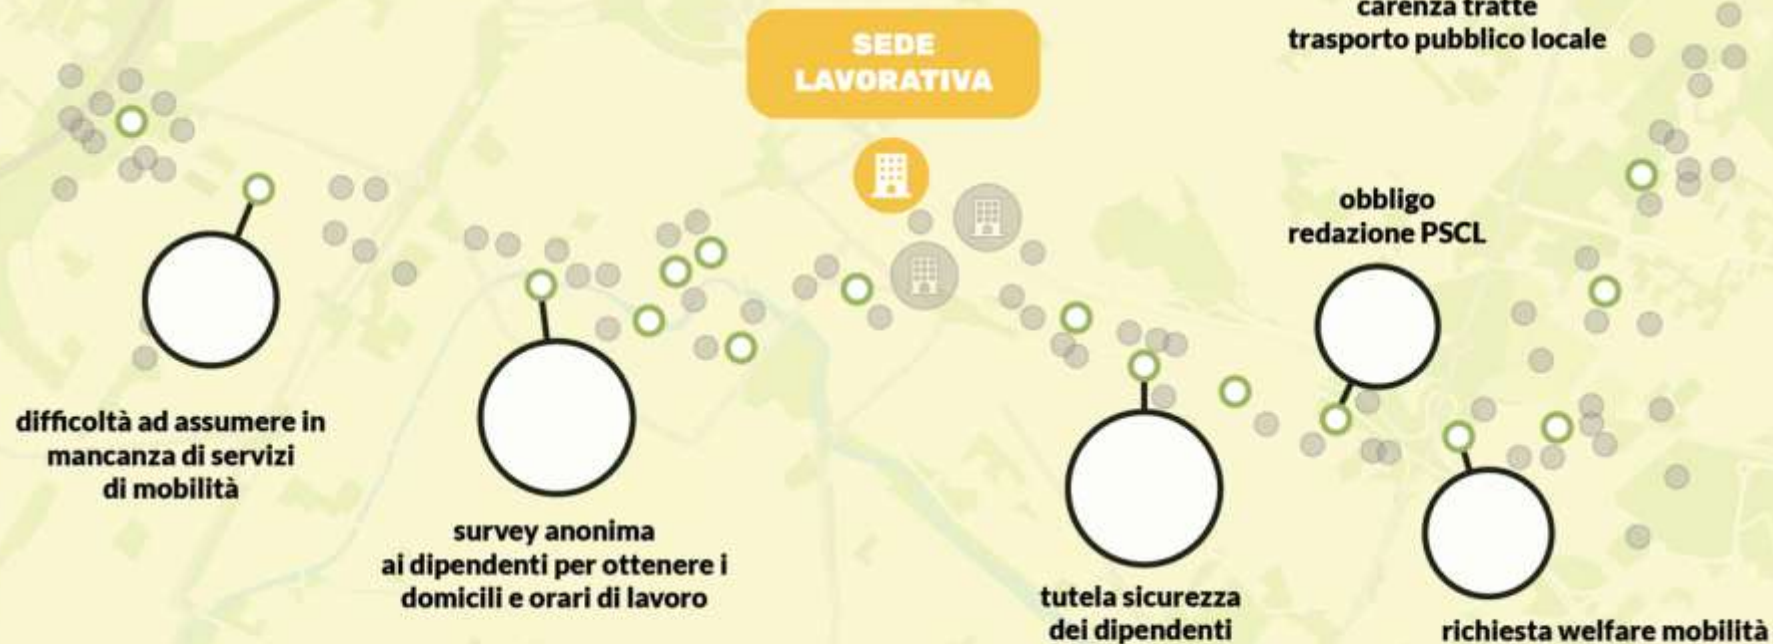 carenza tratte
trasporto pubblico locale
SEDE
LAVORATIVA
obbligo
redazione PSCL
difficoltà ad assumere in
mancanza di servizi
di mobilità
survey anonima
ai dipendenti per ottenere i
domicili e orari di lavoro
tutela sicurezza
dei dipendenti
richiesta welfare mobilità